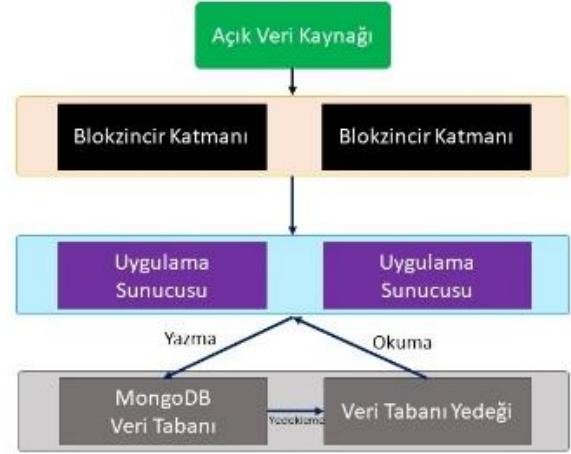 Açık Veri Kaynağı
Blokzincir Katmanı
Blokzincir Katmanı
Uygulama
Sunucusu
Uygulama
Sunucusu
Yazma
Okuma
MongoDB
Veri Tabanı
Yedekleme
Veri Tabanı Yedeği